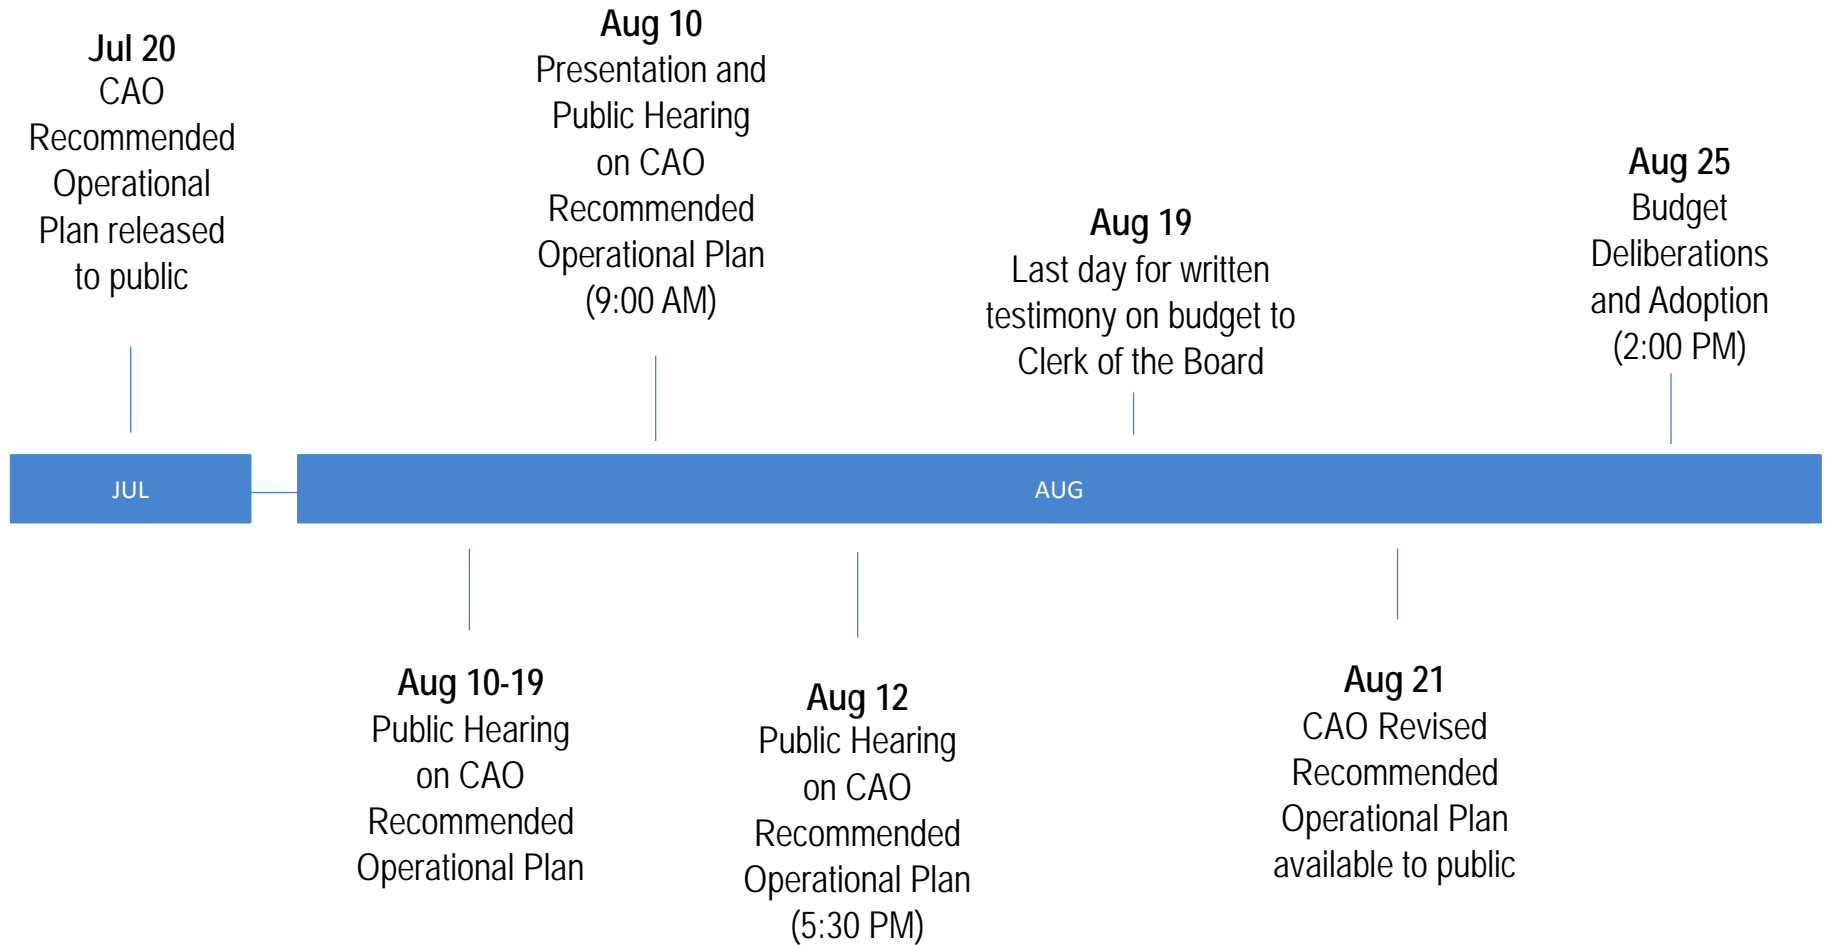 Jul 20
CAO
Recommended
Operational
Plan released
to public
Aug 10
Presentation and
Public Hearing
on CAO
Recommended
Operational Plan
(9:00 AM)
Aug 19
Last day for written
testimony on budget to
Clerk of the Board
Aug 25
Budget
Deliberations
and Adoption
(2:00 PM)
JUL
AUG
Aug 10-19
Public Hearing
on CAO
Recommended
Operational Plan
Aug 12
Public Hearing
on CAO
Recommended
Operational Plan
(5:30 PM)
Aug 21
CAO Revised
Recommended
Operational Plan
available to public